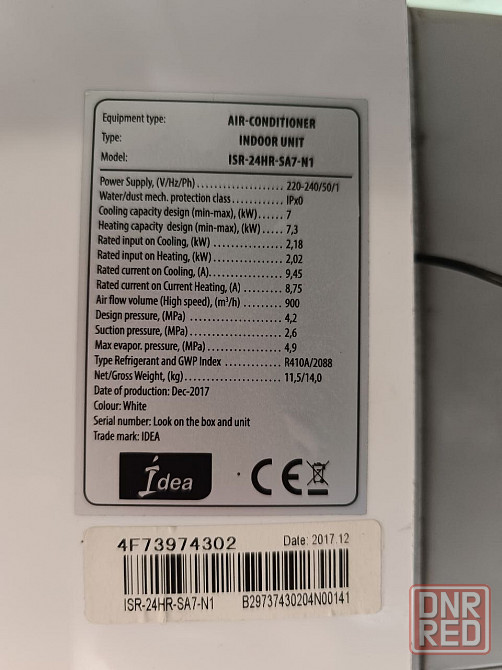 Equipment type: AIR-CONDITIONER
Type: INDOOR UNIT
Model: ISR-24HR-SA7-N1
Power Supply, (V/Hz/Ph)........................ 220-240/50/1
Water/dust mech. protection class............. IPx0
Cooling capacity design (min-max), (kW)...... 7
Heating capacity design (min-max), (kW)..... 7,3
Rated input on Cooling, (kW) .................. 2,18
Rated input on Heating, (kW) .................. 2,02
Rated current on Cooling, (A)................... 9,45
Rated current on Current Heating, (A) ......... 8,75
Air flow volume (High speed), (m³/h) .......... 900
Design pressure, (MPa) ........................ 4,2
Suction pressure, (MPa)........................ 2,6
Max evapor. pressure, (MPa).................... 4,9
Type Refrigerant and GWP Index ............... R410A/2088
Net/Gross Weight, (kg) ......................... 11,5/14,0
Date of production: Dec-2017
Colour: White
Serial number: Look on the box and unit
Trade mark: IDEA
Idea CE
4F73974302 Date: 2017.12
ISR-24HR-SA7-N1 B29737430204N00141
DNR
RED